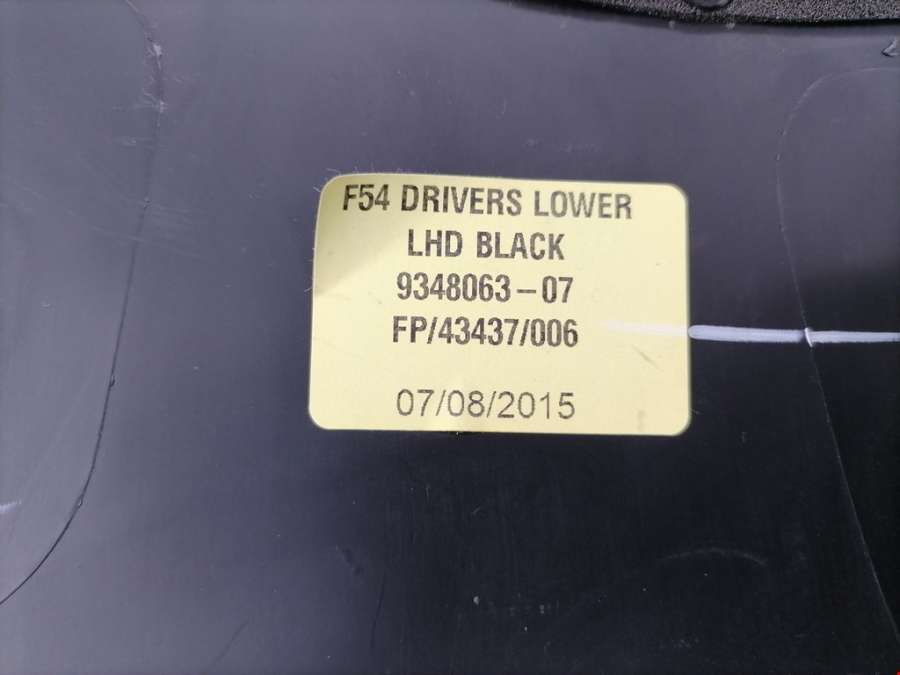 F54 DRIVERS LOWER
LHD BLACK
9348063-07
FP/43437/006
07/08/2015